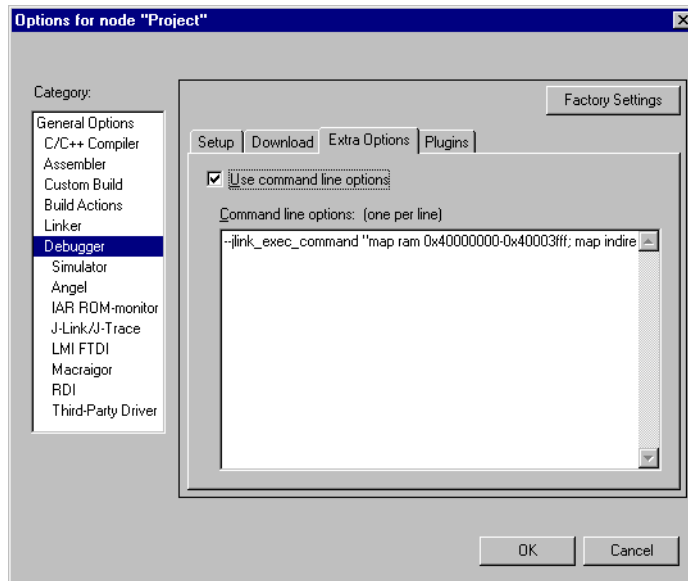 Options for node "Project"
Category:
Factory Settings
General Options
C/C++ Compiler
Assembler
Custom Build
Build Actions
Linker
Debugger
Simulator
Angel
IAR ROM-monitor
J-Link/J-Trace
LMI FTDI
Macraigor
RDI
Third-Party Driver
Setup Download Extra Options Plugins
Use command line options
Command line options: (one per line)
--jlink_exec_command "map ram 0x40000000-0x40003fff; map indire
OK Cancel